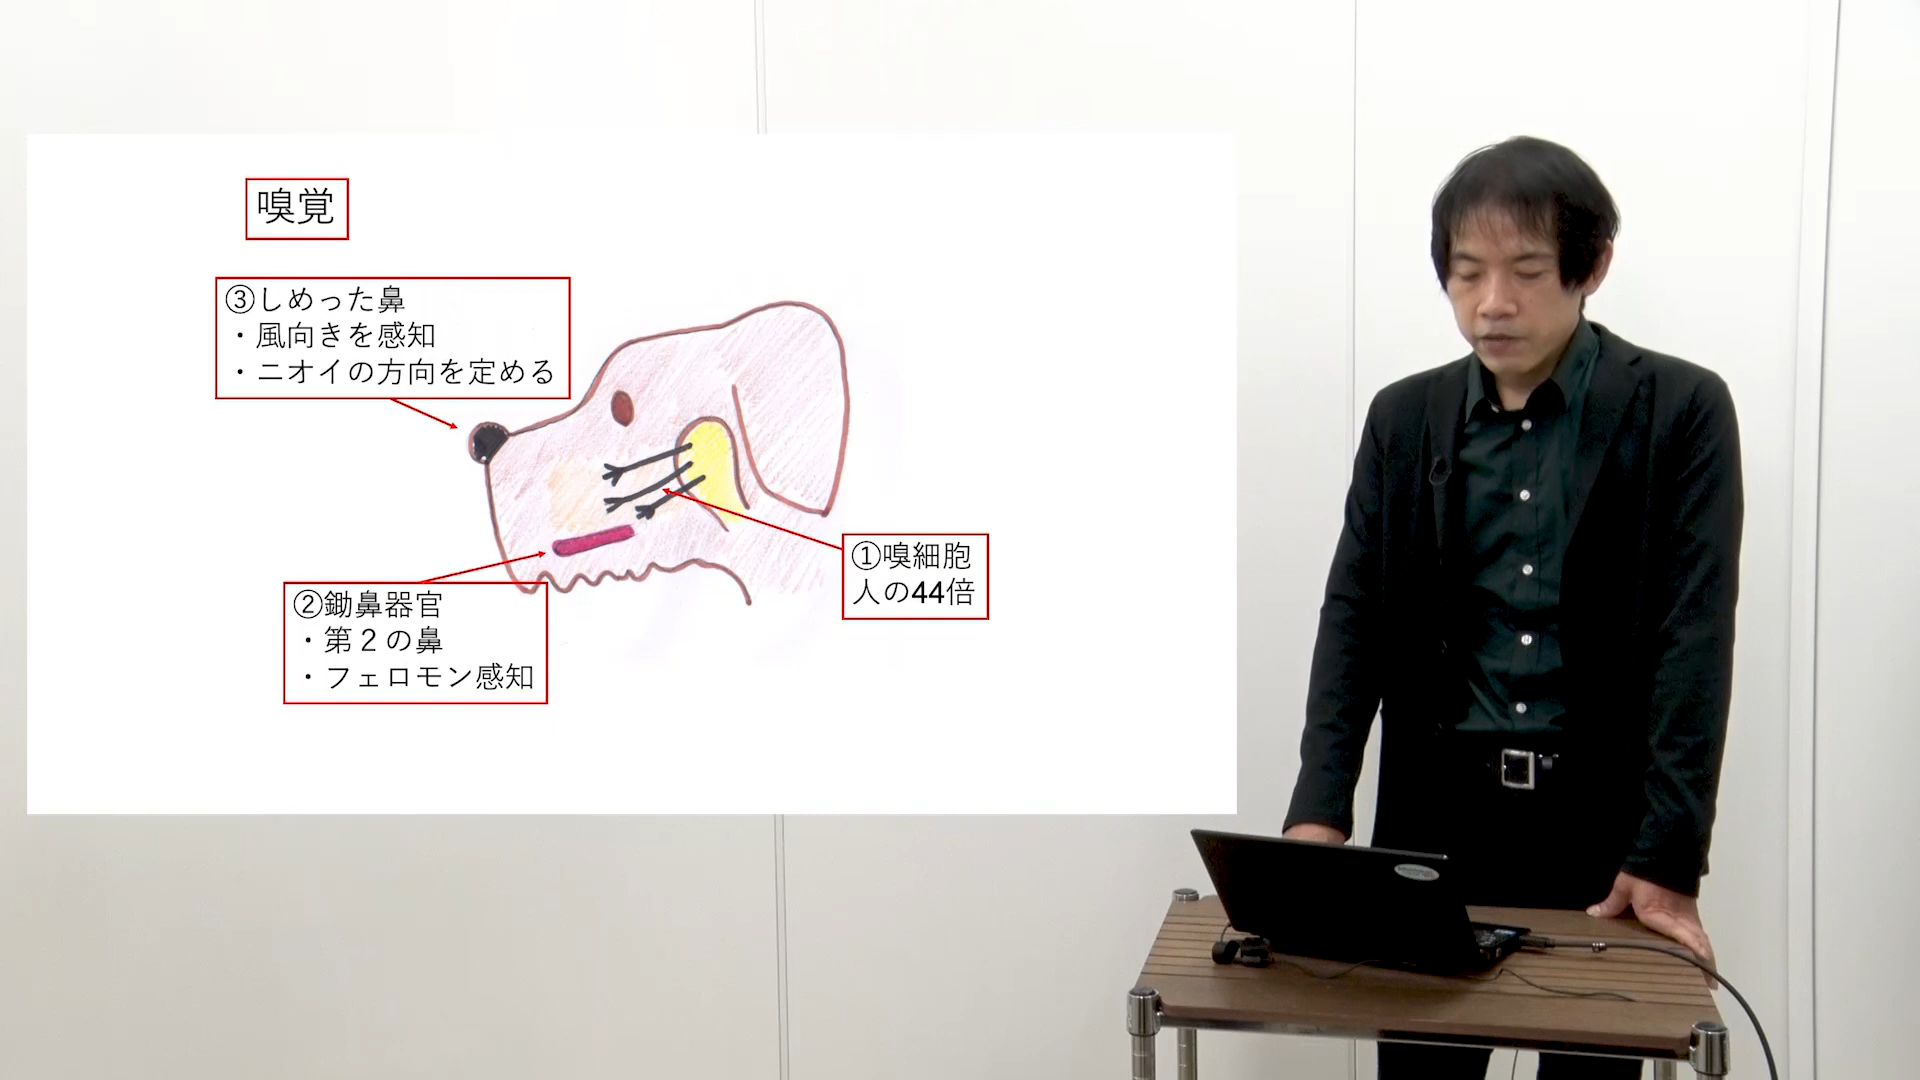 嗅覚
③しめった鼻
・風向きを感知
・ニオイの方向を定める
①嗅細胞
人の44倍
②鋤鼻器官
・第２の鼻
・フェロモン感知